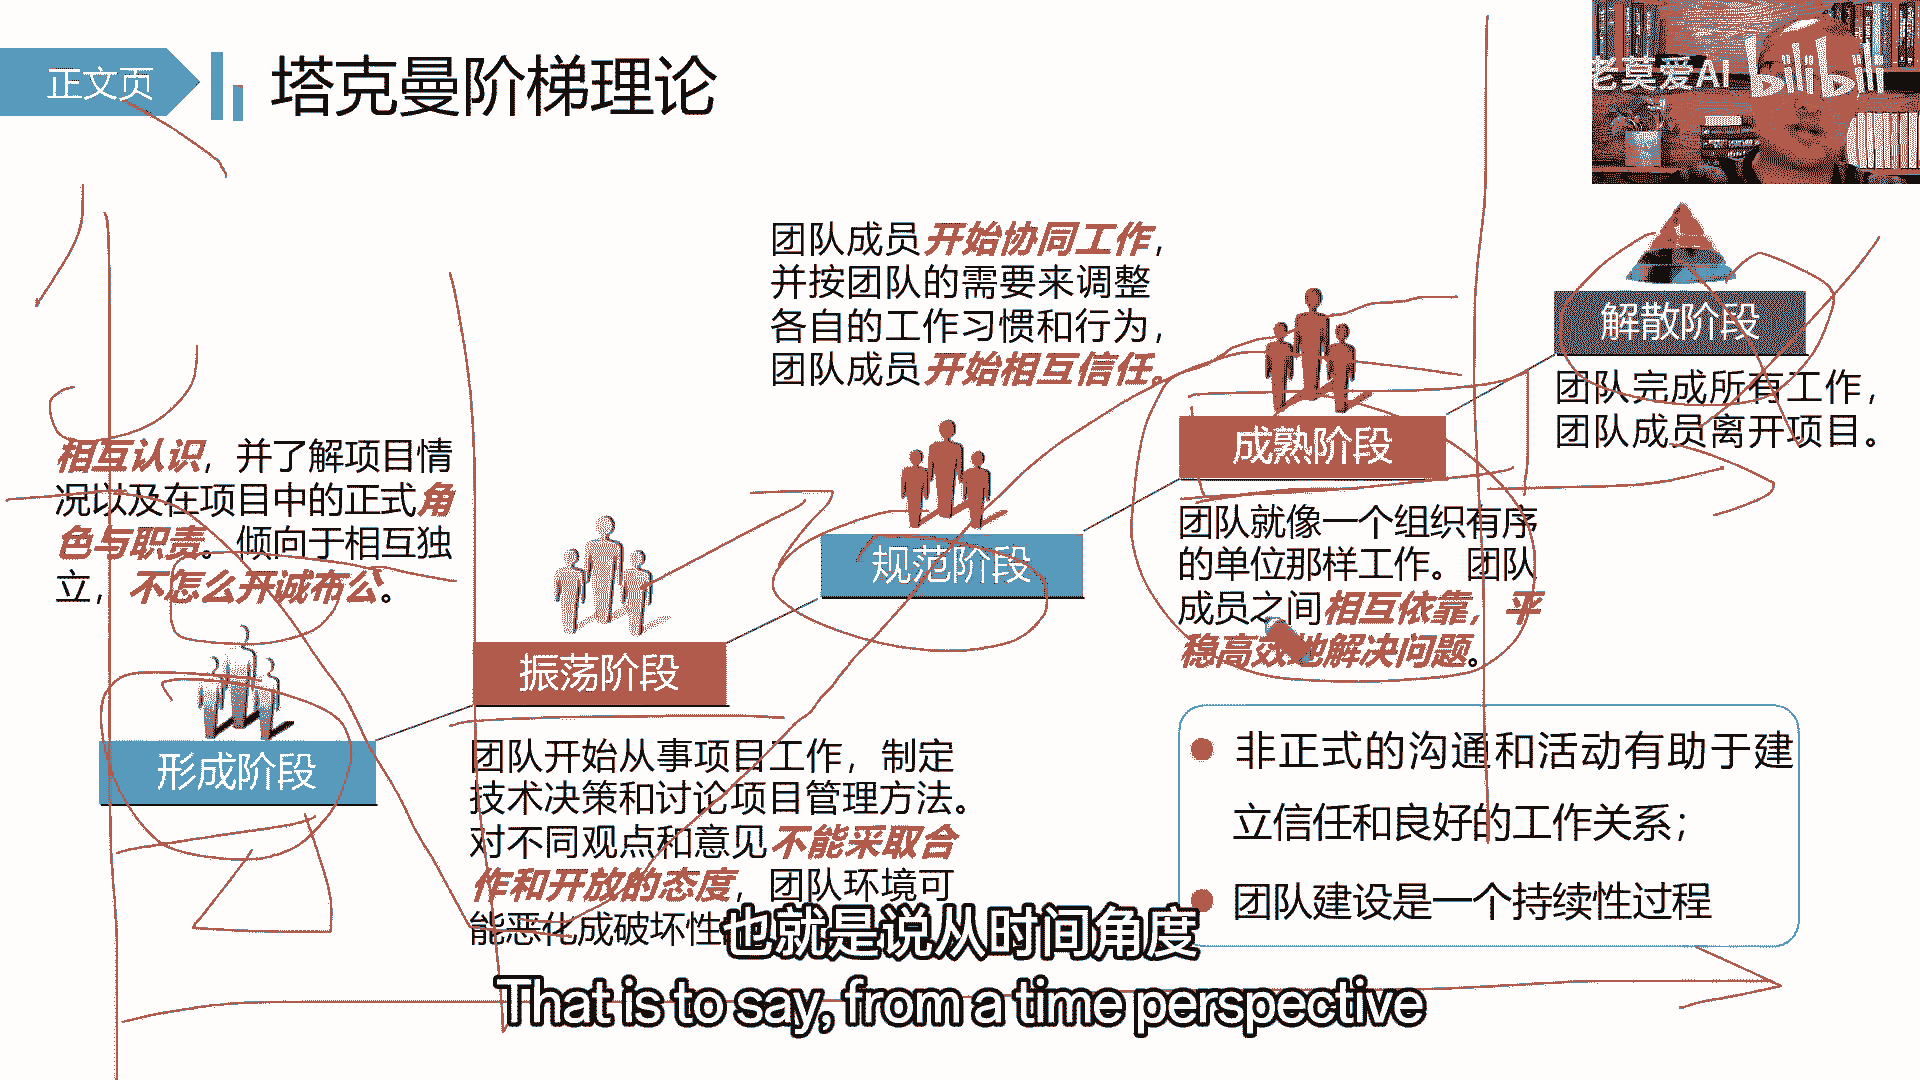 正文页
塔克曼阶梯理论
老莫爱AI
bilibili
团队成员开始协同工作，
并按团队的需要来调整
各自的工作习惯和行为，
团队成员开始相互信任。
解散阶段
团队完成所有工作，
团队成员离开项目。
成熟阶段
团队就像一个组织有序
的单位那样工作。团队
成员之间相互依靠，平
稳高效地解决问题。
相互认识，并了解项目情
况以及在项目中的正式角
色与职责。倾向于相互独
立，不怎么开诚布公。
规范阶段
振荡阶段
形成阶段
团队开始从事项目工作，制定
技术决策和讨论项目管理方法。
对不同观点和意见不能采取合
作和开放的态度，团队环境可
能恶化成破坏性
非正式的沟通和活动有助于建
立信任和良好的工作关系；
团队建设是一个持续性过程
也就是说从时间角度
That is to say, from a time perspective